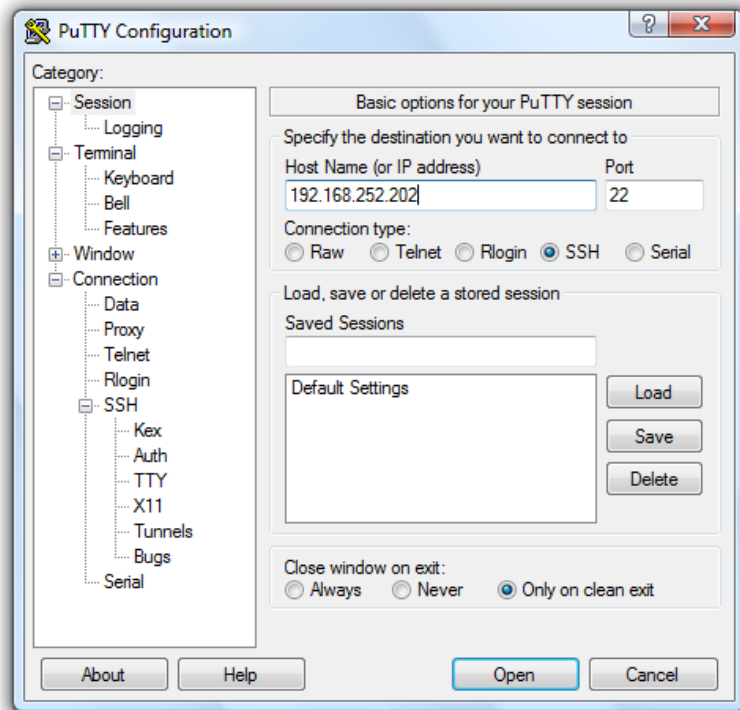 PuTTY Configuration
Category:
Session
Logging
Terminal
Keyboard
Bell
Features
Window
Connection
Data
Proxy
Telnet
Rlogin
SSH
Kex
Auth
TTY
X11
Tunnels
Bugs
Serial
Basic options for your PuTTY session
Specify the destination you want to connect to
Host Name (or IP address) Port
192.168.252.202 22
Connection type:
Raw Telnet Rlogin SSH Serial
Load, save or delete a stored session
Saved Sessions
Default Settings
Load
Save
Delete
Close window on exit:
Always Never Only on clean exit
About Help Open Cancel